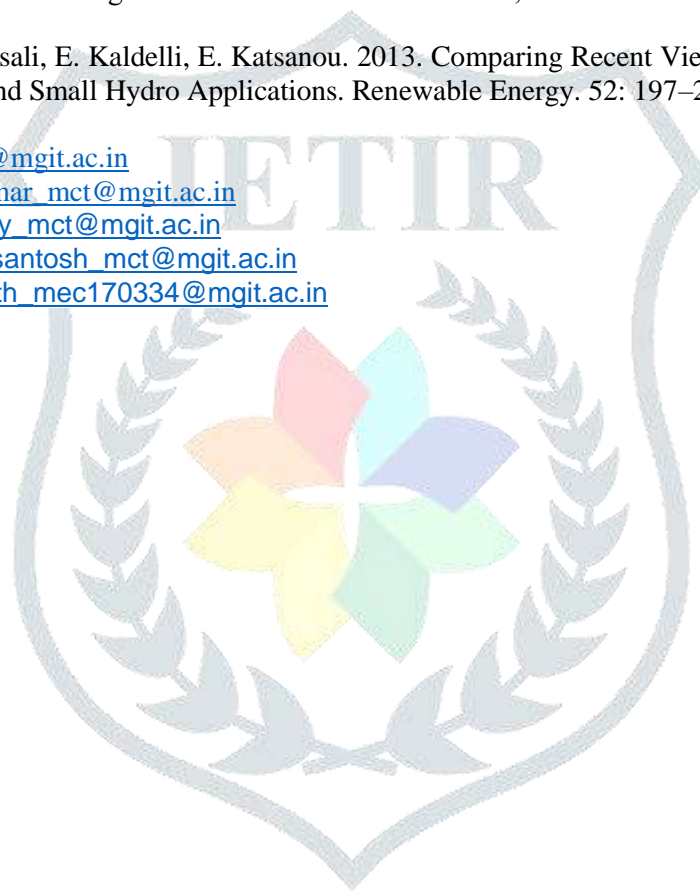 sali, E. Kaldelli, E. Katsanou. 2013. Comparing Recent Vie
nd Small Hydro Applications. Renewable Energy. 52: 197–2
@mgit.ac.in
nar_mct@mgit.ac.in
y_mct@mgit.ac.in
santosh_mct@mgit.ac.in
th_mec170334@mgit.ac.in
JETIR